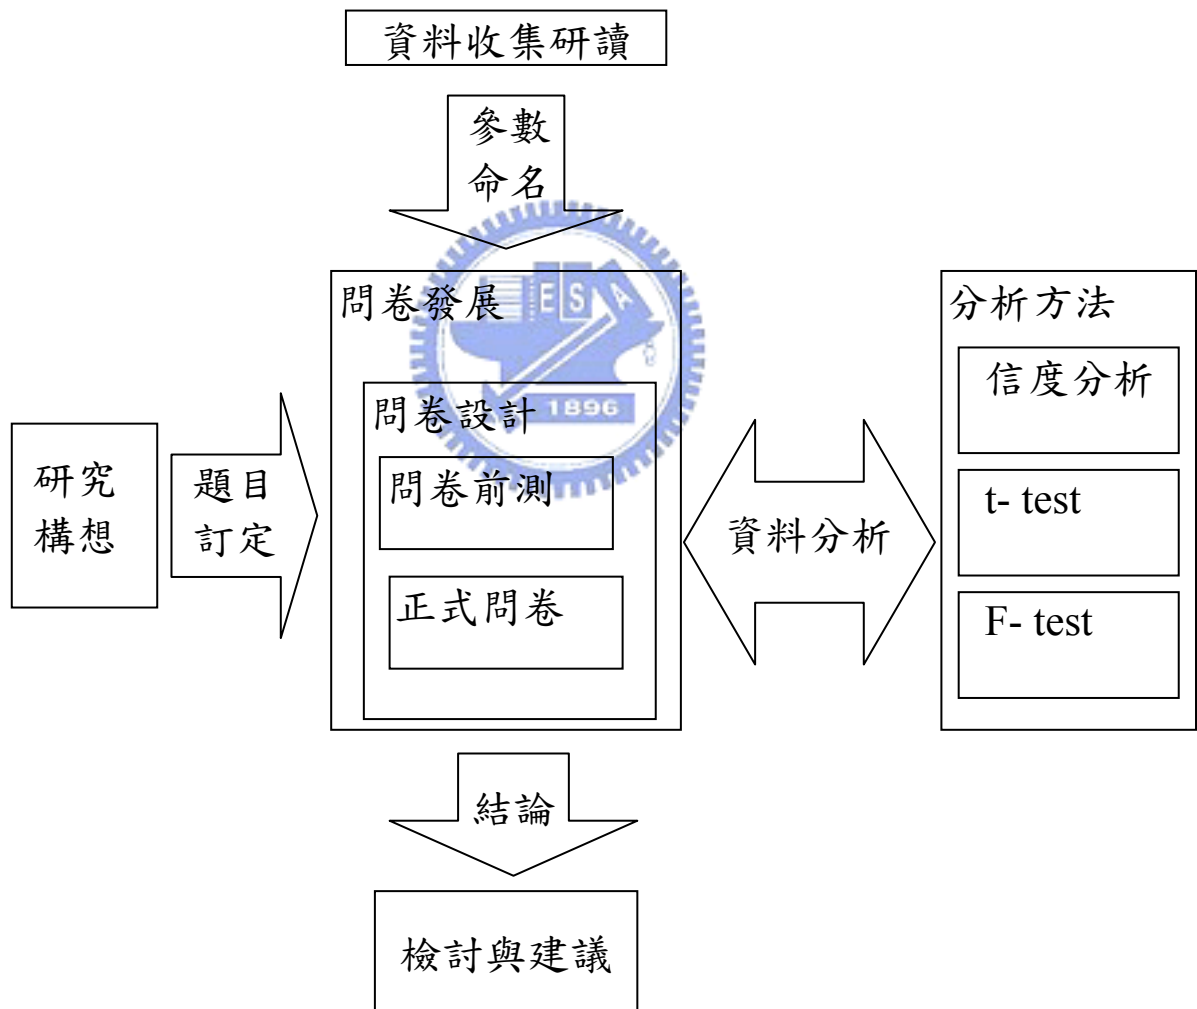 資料收集研讀
參數
命名
問卷發展
ESA
1896
問卷設計
問卷前測
正式問卷
研究
構想
題目
訂定
資料分析
分析方法
信度分析
t- test
F- test
結論
檢討與建議